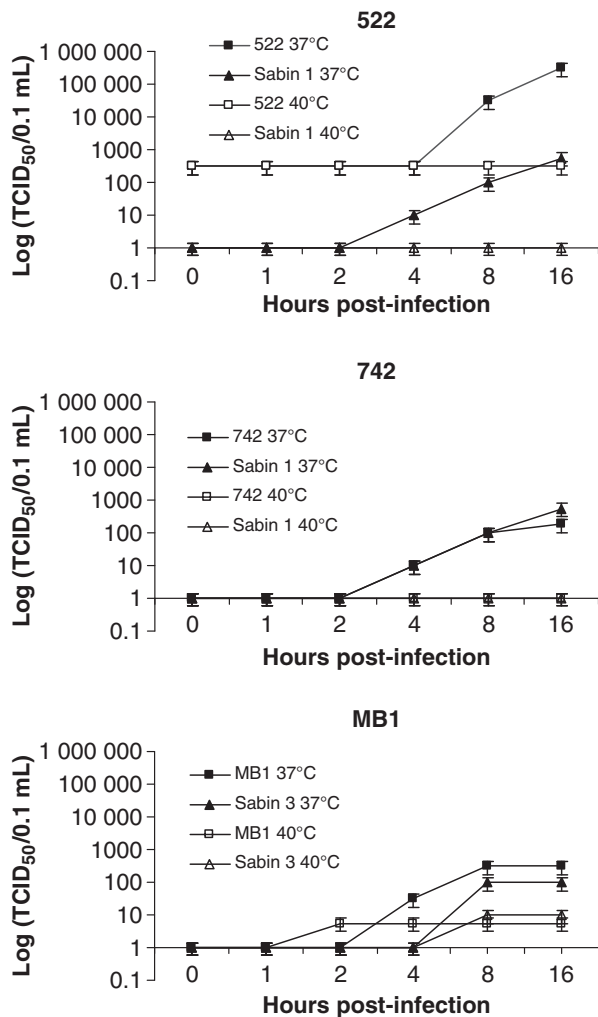 522
1 000 000
100 000
10 000
1000
100
10
1
0.1
Log (TCID50/0.1 mL)
522 37°C
Sabin 1 37°C
522 40°C
Sabin 1 40°C
0 1 2 4 8 16
Hours post-infection
742
1 000 000
100 000
10 000
1000
100
10
1
0.1
Log (TCID50/0.1 mL)
742 37°C
Sabin 1 37°C
742 40°C
Sabin 1 40°C
0 1 2 4 8 16
Hours post-infection
MB1
1 000 000
100 000
10 000
1000
100
10
1
0.1
Log (TCID50/0.1 mL)
MB1 37°C
Sabin 3 37°C
MB1 40°C
Sabin 3 40°C
0 1 2 4 8 16
Hours post-infection